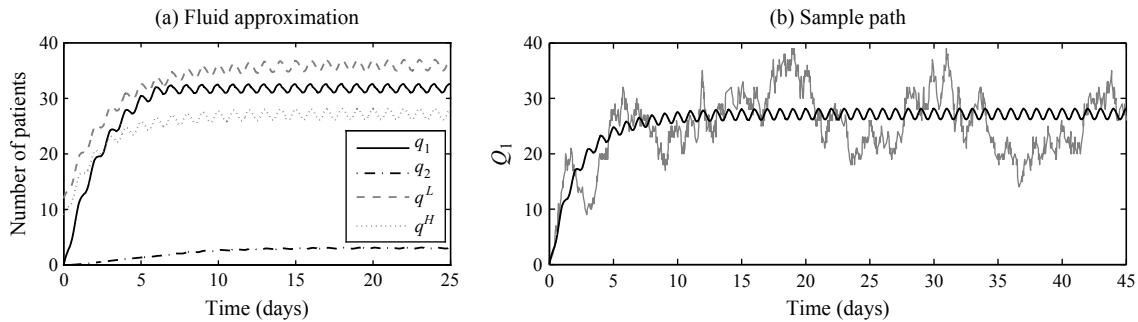 (a) Fluid approximation
(b) Sample path
Number of patients
40
30
20
10
0
0 5 10 15 20 25
Time (days)
q1
q2
q^L
q^H
Q1
40
30
20
10
0
0 5 10 15 20 25 30 35 40 45
Time (days)